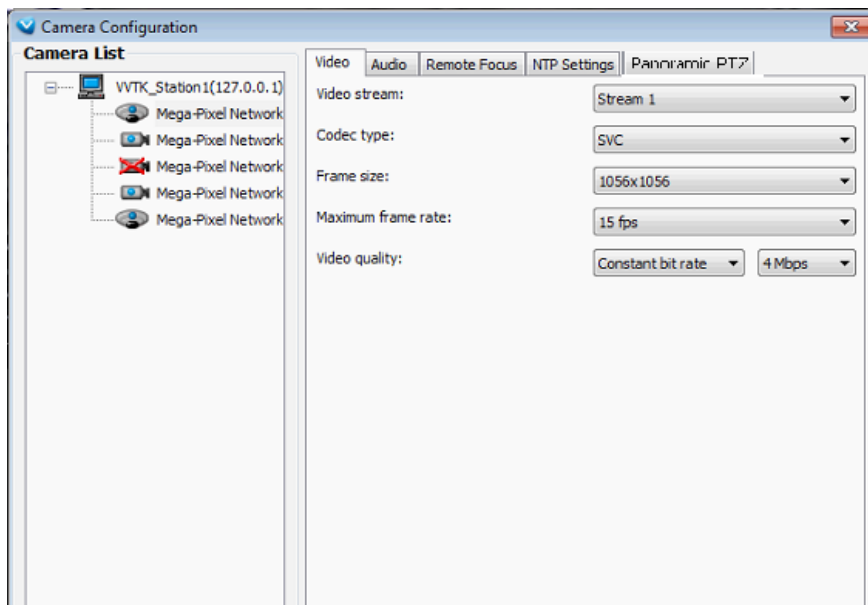 Camera Configuration
Camera List
VVTK_Station1(127.0.0.1)
Mega-Pixel Network
Mega-Pixel Network
Mega-Pixel Network
Mega-Pixel Network
Mega-Pixel Network
Video Audio Remote Focus NTP Settings Panoramic PTZ
Video stream: Stream 1
Codec type: SVC
Frame size: 1056x1056
Maximum frame rate: 15 fps
Video quality: Constant bit rate 4 Mbps